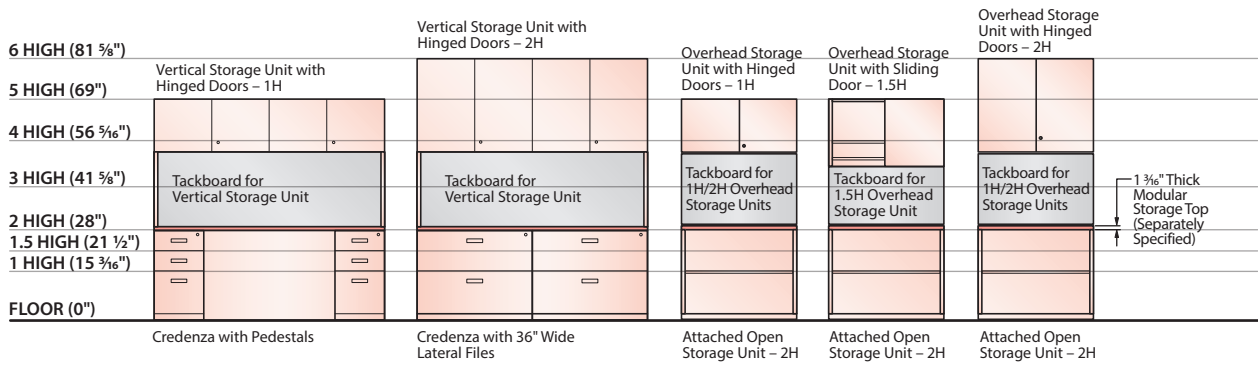 6 HIGH (81 ⅝")
5 HIGH (69")
4 HIGH (56 ⁵⁄₁₆")
3 HIGH (41 ⅝")
2 HIGH (28")
1.5 HIGH (21 ½")
1 HIGH (15 ³⁄₁₆")
FLOOR (0")
Vertical Storage Unit with
Hinged Doors – 1H
Tackboard for
Vertical Storage Unit
Credenza with Pedestals
Vertical Storage Unit with
Hinged Doors – 2H
Tackboard for
Vertical Storage Unit
Credenza with 36" Wide
Lateral Files
Overhead Storage
Unit with Hinged
Doors – 1H
Tackboard for
1H/2H Overhead
Storage Units
Attached Open
Storage Unit – 2H
Overhead Storage
Unit with Sliding
Door – 1.5H
Tackboard for
1.5H Overhead
Storage Unit
Attached Open
Storage Unit – 2H
Overhead Storage
Unit with Hinged
Doors – 2H
Tackboard for
1H/2H Overhead
Storage Units
Attached Open
Storage Unit – 2H
1 ³⁄₁₆" Thick
Modular
Storage Top
(Separately
Specified)